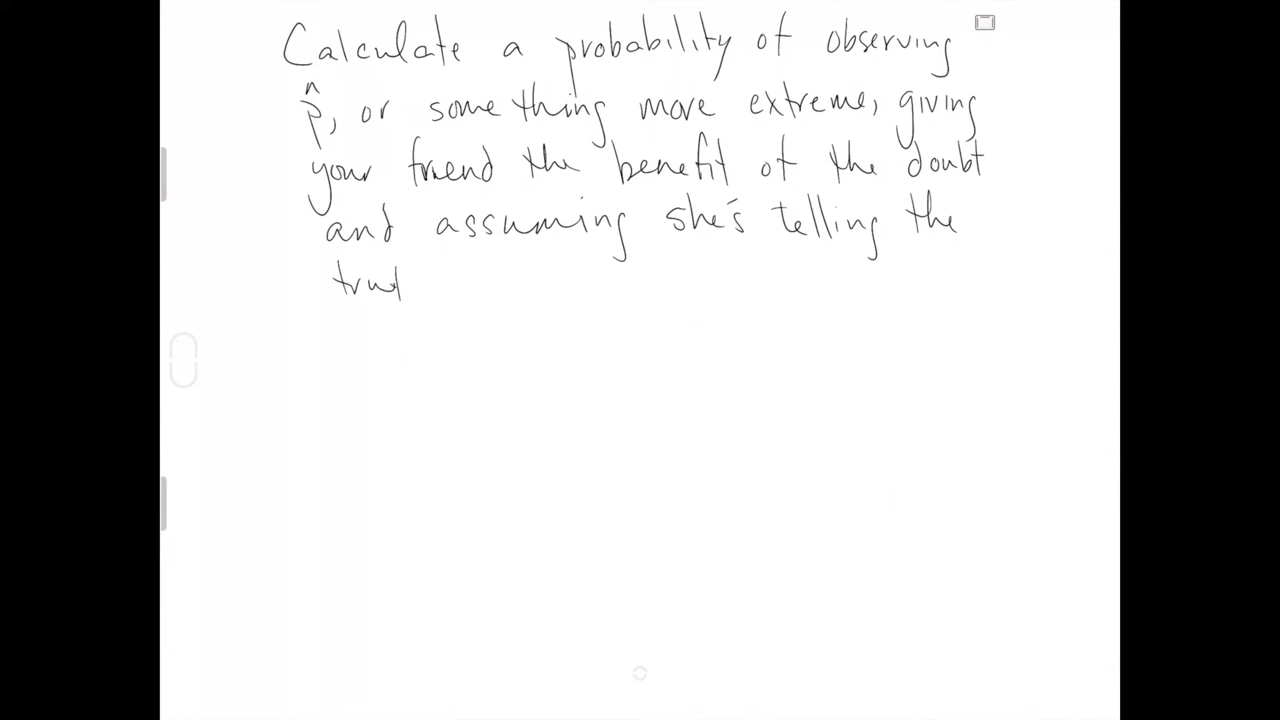 Calculate a probability of observing
p̂, or something more extreme, giving
your friend the benefit of the doubt
and assuming she's telling the
trut